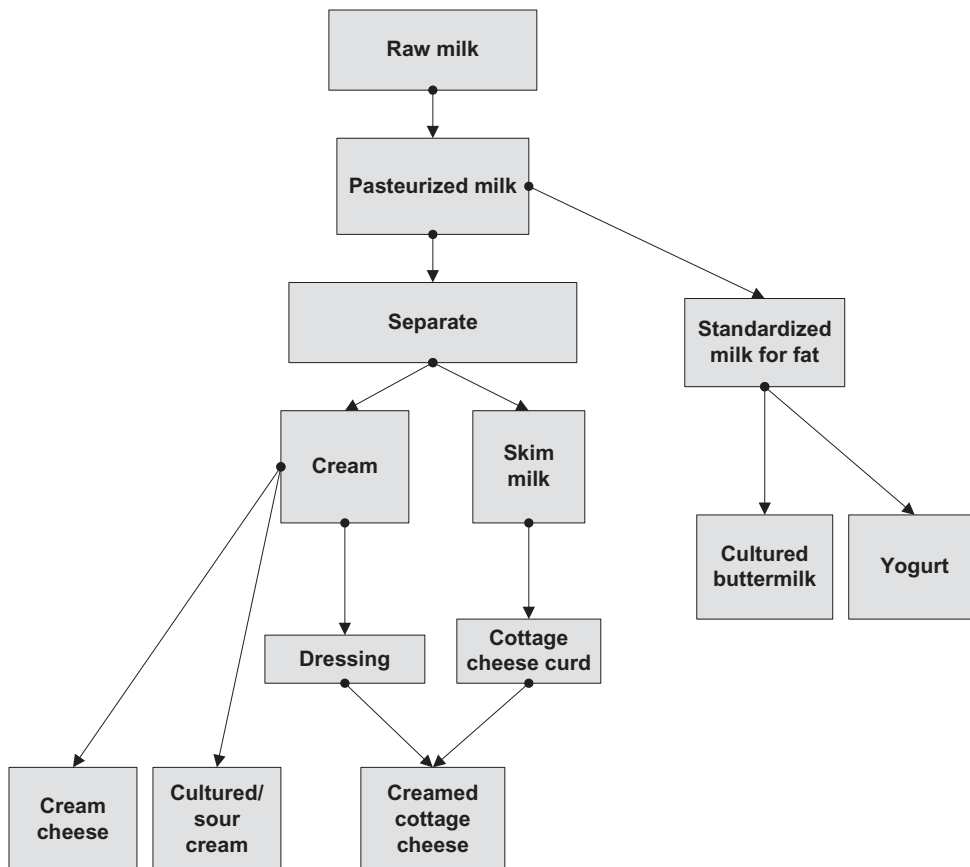 Raw milk
Pasteurized milk
Separate
Standardized
milk for fat
Cream
Skim
milk
Cultured
buttermilk
Yogurt
Dressing
Cottage
cheese curd
Cream
cheese
Cultured/
sour
cream
Creamed
cottage
cheese